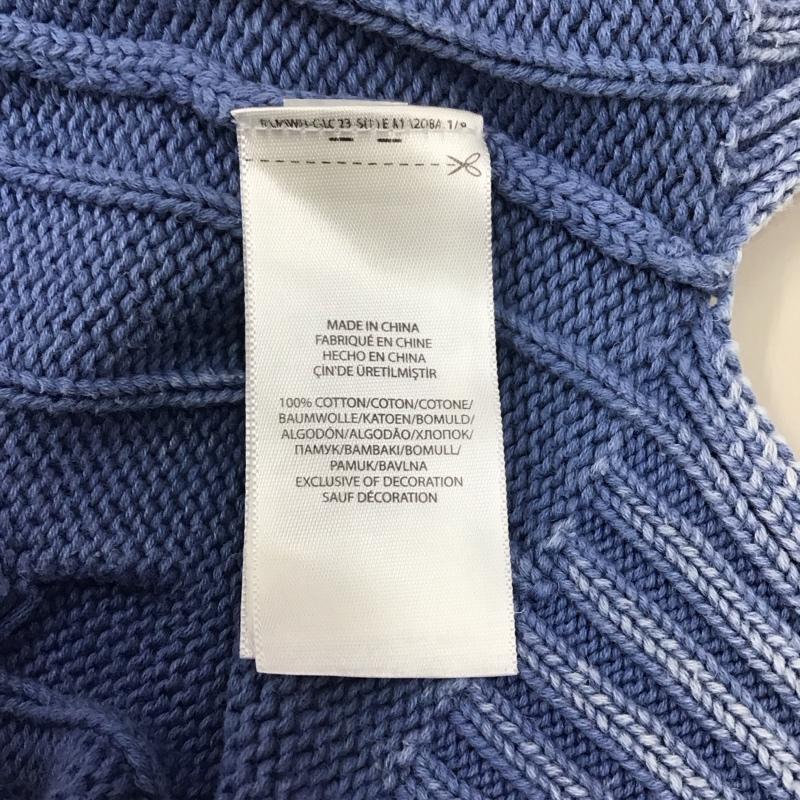 MADE IN CHINA
FABRIQUÉ EN CHINE
HECHO EN CHINA
ÇİN'DE ÜRETİLMİŞTİR
100% COTTON/COTON/COTONE/
BAUMWOLLE/KATOEN/BOMULD/
ALGODÓN/ALGODÃO/ХЛОПОК/
ПАМУК/ΒΑΜΒΑΚΙ/BOMULL/
PAMUK/BAVLNA
EXCLUSIVE OF DECORATION
SAUF DÉCORATION